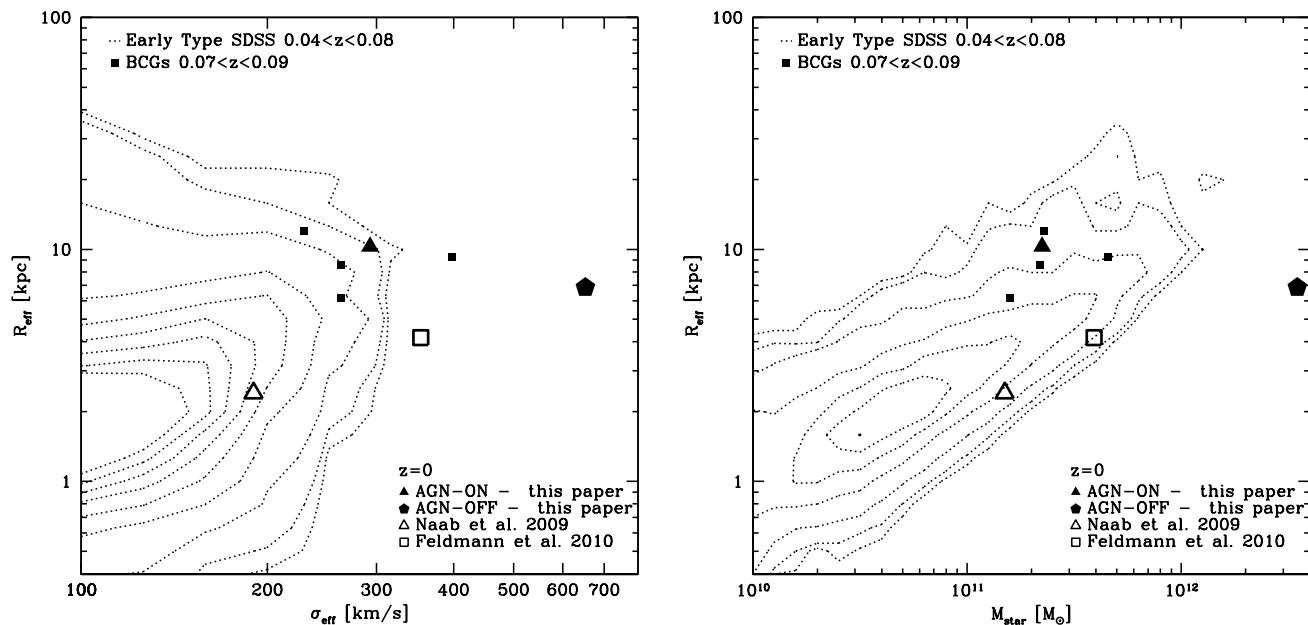 100
10
1
R_eff [kpc]
Early Type SDSS 0.04<z<0.08
BCGs 0.07<z<0.09
z=0
AGN-ON - this paper
AGN-OFF - this paper
Naab et al. 2009
Feldmann et al. 2010
100 200 300 400 500 600 700
σ_eff [km/s]
100
10
1
R_eff [kpc]
Early Type SDSS 0.04<z<0.08
BCGs 0.07<z<0.09
z=0
AGN-ON - this paper
AGN-OFF - this paper
Naab et al. 2009
Feldmann et al. 2010
10^10 10^11 10^12
M_star [M_⊙]